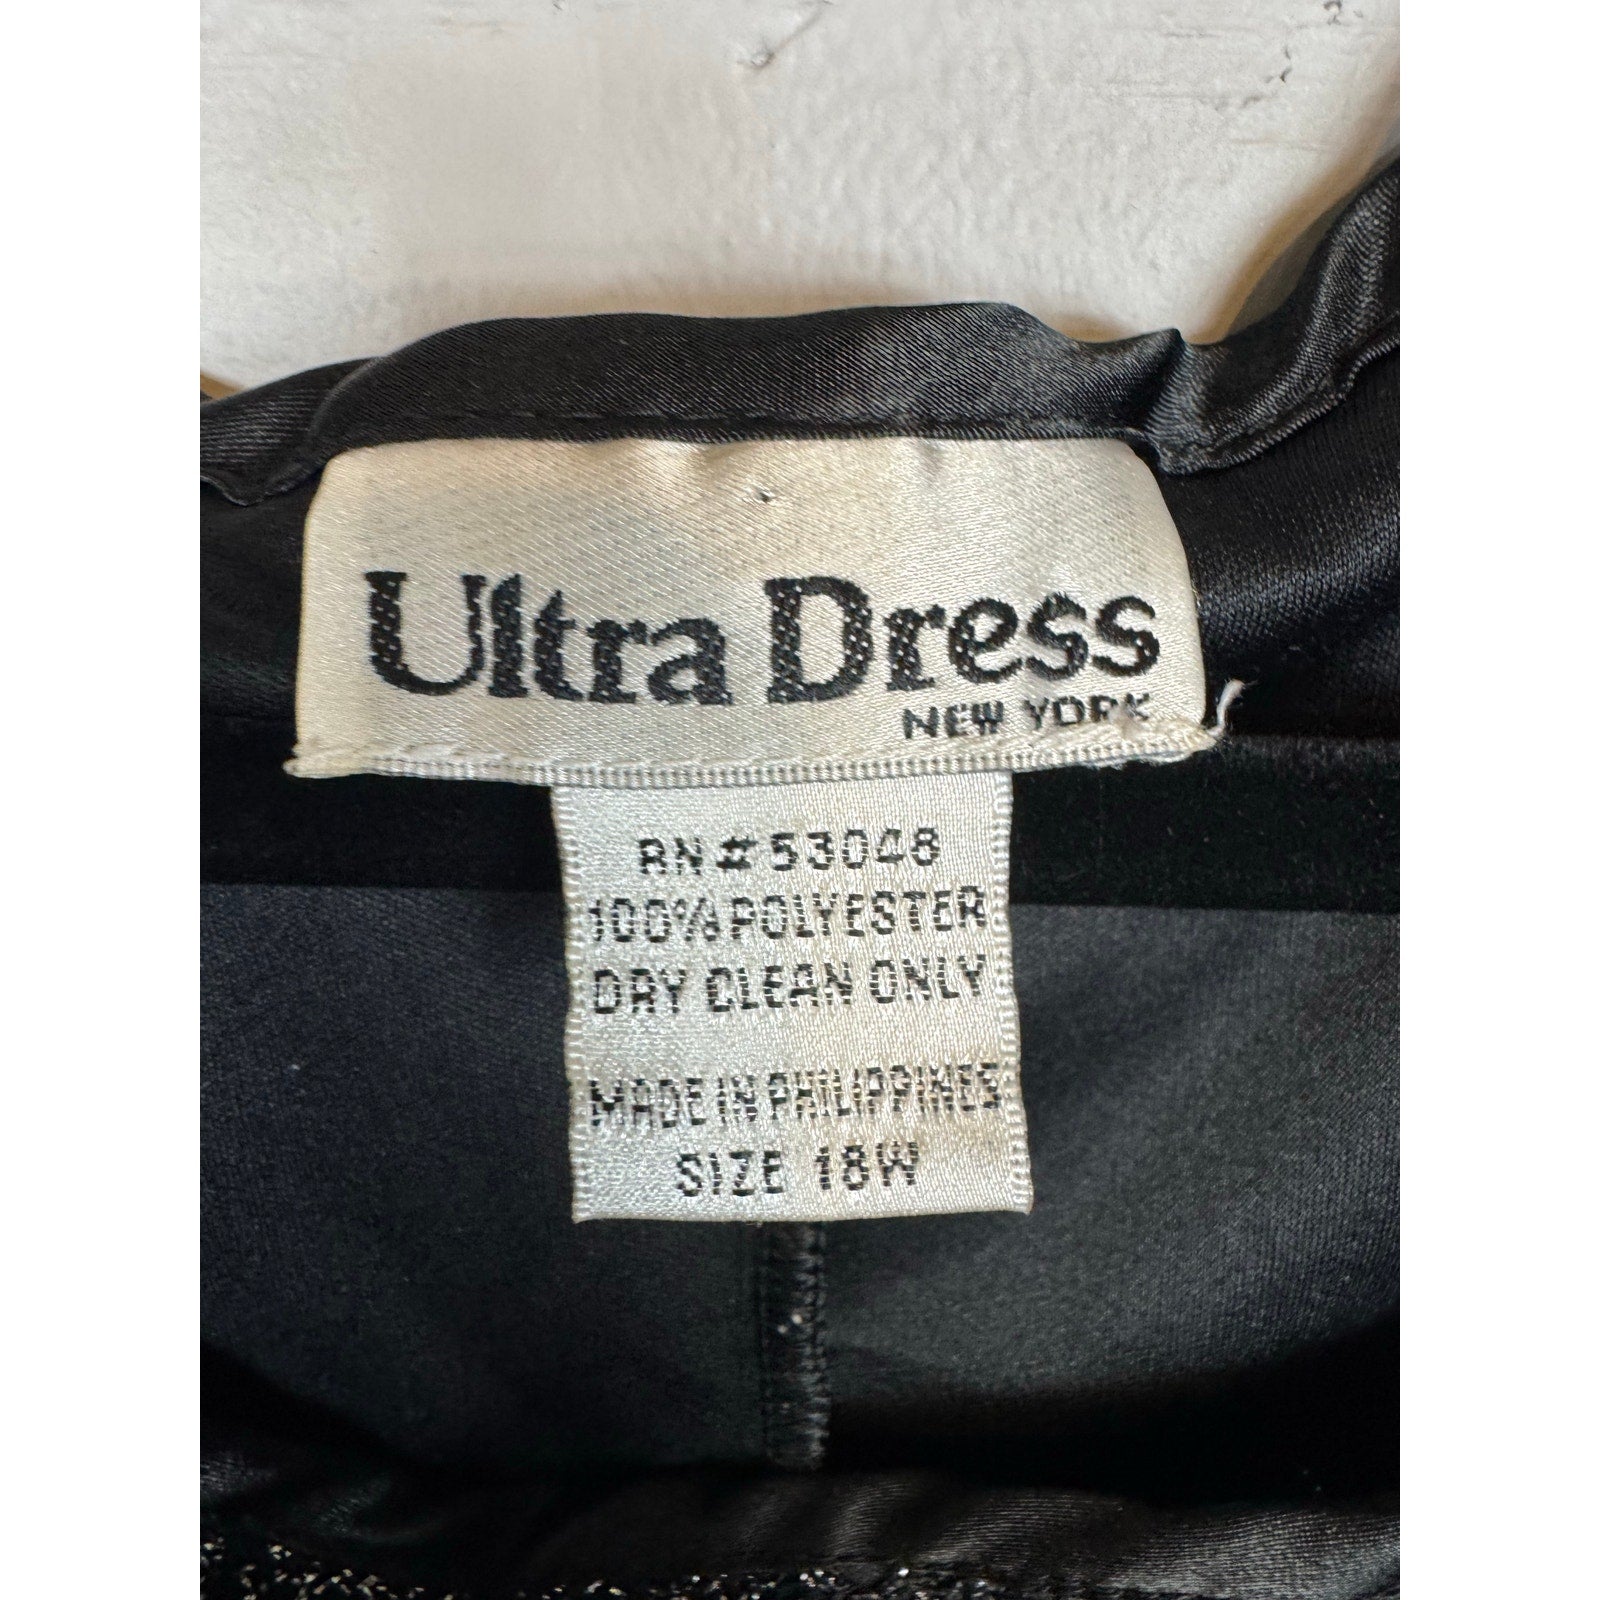 Ultra Dress
NEW YORK
RN#53048
100% POLYESTER
DRY CLEAN ONLY
MADE IN PHILIPPINES
SIZE 18W